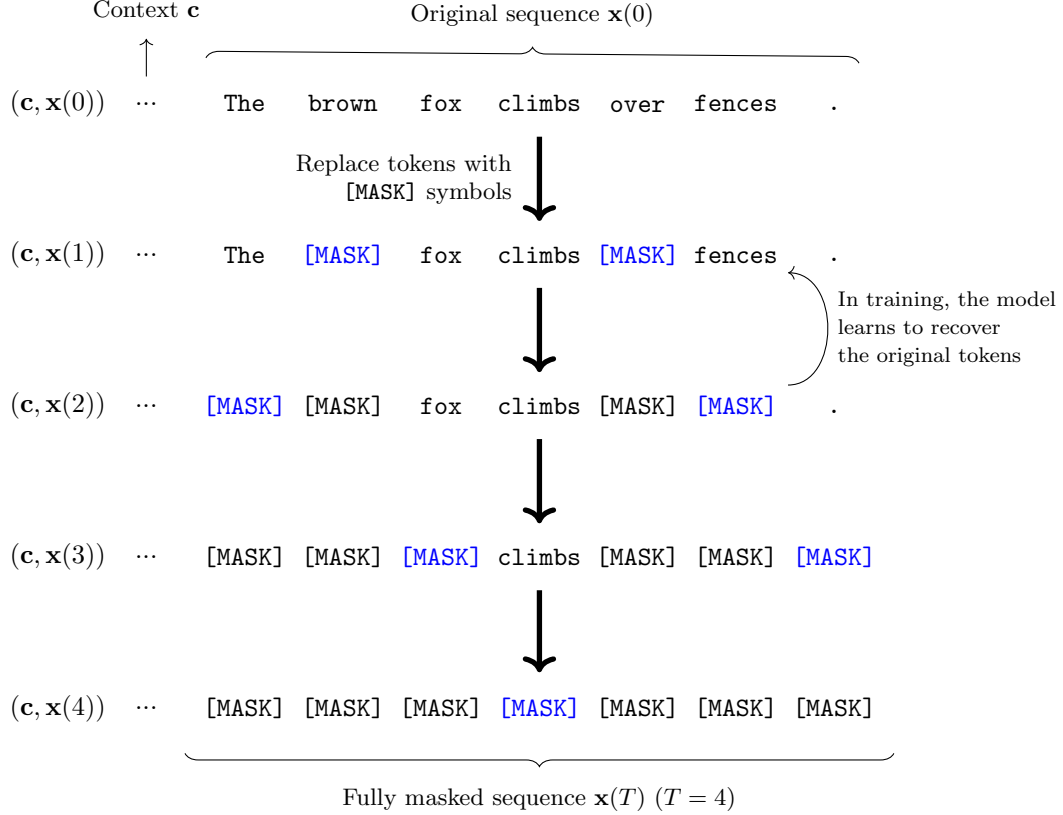 Context c
Original sequence x(0)
(c, x(0)) ... The brown fox climbs over fences .
Replace tokens with
[MASK] symbols
(c, x(1)) ... The [MASK] fox climbs [MASK] fences .
In training, the model
learns to recover
the original tokens
(c, x(2)) ... [MASK] [MASK] fox climbs [MASK] [MASK] .
(c, x(3)) ... [MASK] [MASK] [MASK] climbs [MASK] [MASK] [MASK]
(c, x(4)) ... [MASK] [MASK] [MASK] [MASK] [MASK] [MASK] [MASK]
Fully masked sequence x(T) (T = 4)